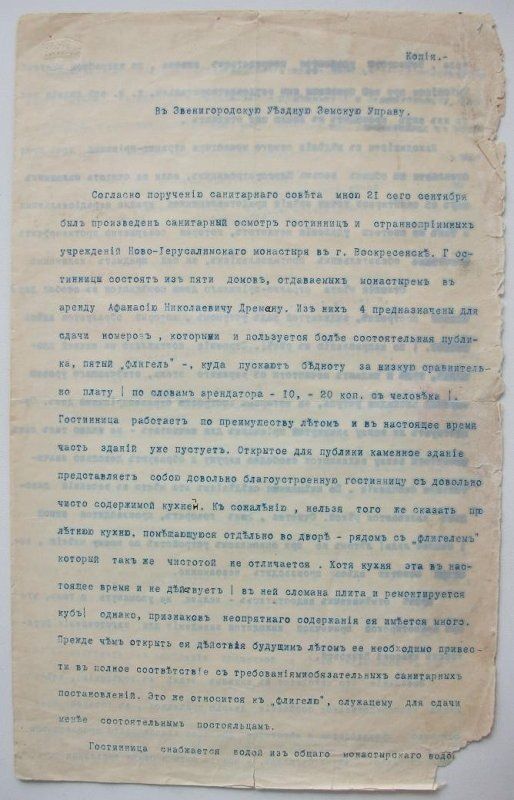 Копія.-
Въ Звенигородскую Уѣздную Земскую Управу.
Согласно порученію санитарнаго совѣта мною 21 сего сентября
былъ произведенъ санитарный осмотръ гостинницъ и страннопріимныхъ
учрежденій Ново-Іерусалимскаго монастыря въ г. Воскресенскѣ. Гос-
тинницы состоятъ изъ пяти домовъ, отдаваемыхъ монастыремъ въ
аренду Афанасію Николаевичу Дреману. Изъ нихъ 4 предназначены для
сдачи номеровъ, которыми и пользуется болѣе состоятельная публи-
ка, пятый „флигель" -, куда пускаютъ бѣдноту за низкую сравнитель-
но плату | по словамъ арендатора - 10, - 20 коп. съ человѣка |.
Гостинница работаетъ по преимуществу лѣтомъ и въ настоящее время
часть зданій уже пустуетъ. Открытое для публики каменное зданіе
представляетъ собою довольно благоустроенную гостинницу съ довольно
чисто содержимой кухней. Къ сожалѣнію, нельзя того же сказать про
лѣтнюю кухню, помѣщающуюся отдѣльно во дворѣ - рядомъ съ „флигелемъ"
который такъ же чистотой не отличается . Хотя кухня эта въ нас-
тоящее время и не дѣйствуетъ | въ ней сломана плита и ремонтируется
кубъ| однако, признаковъ неопрятнаго содержанія ея имѣется много.
Прежде чѣмъ открыть ея дѣйствія будущимъ лѣтомъ ее необходимо привес-
ти въ полное соотвѣтствіе съ требованіямиобязательныхъ санитарныхъ
постановленій. Это же относится къ „флигелю", служащему для сдачи
менѣе состоятельнымъ постояльцамъ.
Гостинница снабжается водой изъ общаго монастырскаго водо